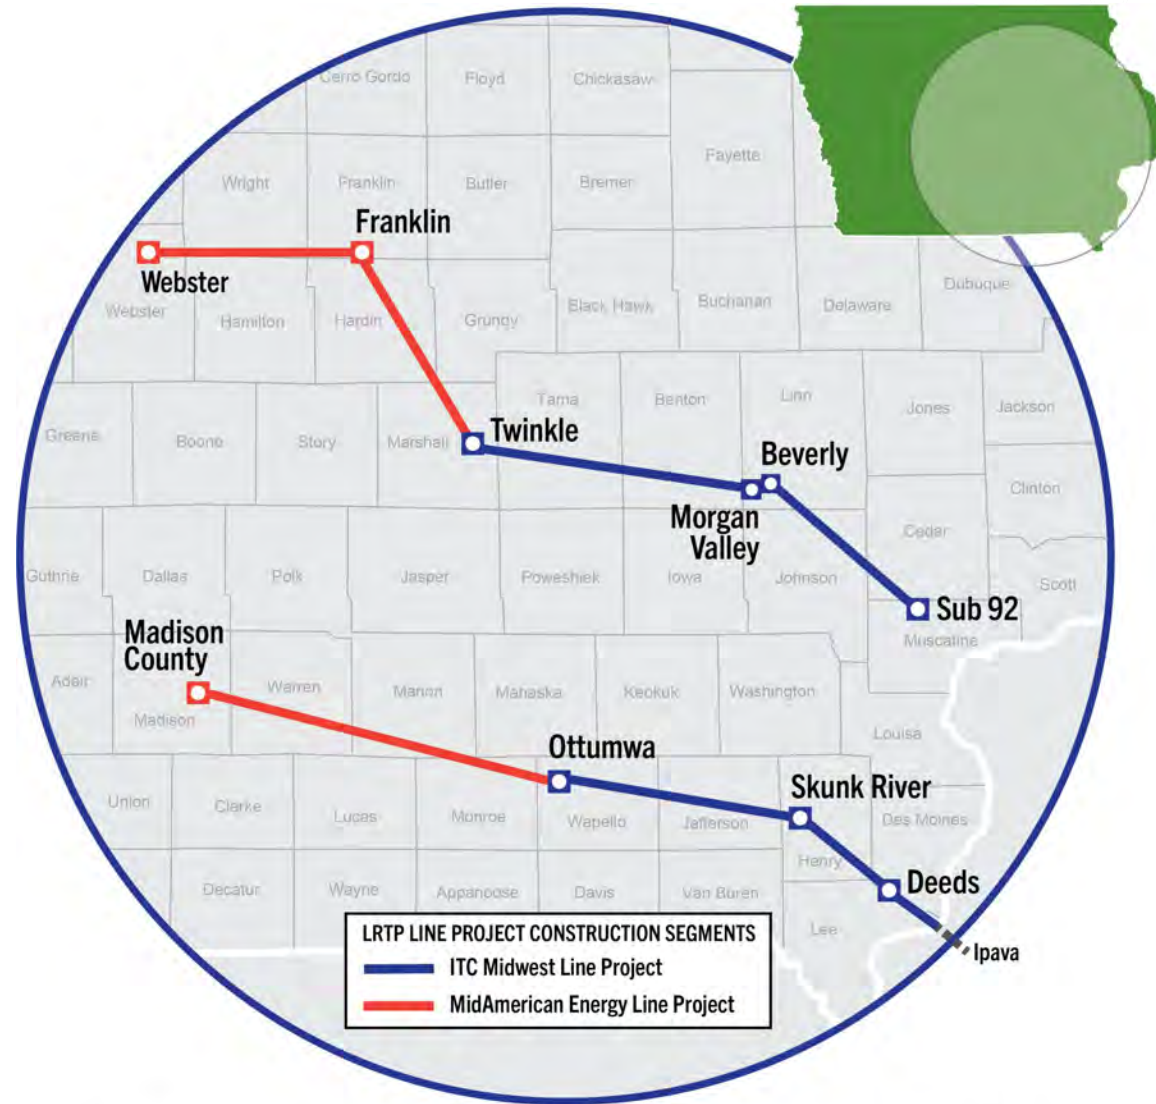 Cerro Gordo
Floyd
Chickasaw
Fayette
Wright
Franklin
Butler
Bremer
Franklin
Webster
Dubuque
Webster
Hamilton
Hardin
Grundy
Black Hawk
Buchanan
Delaware
Tama
Benton
Linn
Jones
Jackson
Greene
Boone
Story
Marshall
Twinkle
Beverly
Clinton
Morgan
Valley
Cedar
Guthrie
Dallas
Polk
Jasper
Poweshiek
Iowa
Johnson
Scott
Sub 92
Muscatine
Madison
County
Adair
Madison
Warren
Marion
Mahaska
Keokuk
Washington
Louisa
Ottumwa
Skunk River
Union
Clarke
Lucas
Monroe
Wapello
Jefferson
Des Moines
Henry
Decatur
Wayne
Appanoose
Davis
Van Buren
Deeds
Lee
Ipava
LRTP LINE PROJECT CONSTRUCTION SEGMENTS
ITC Midwest Line Project
MidAmerican Energy Line Project